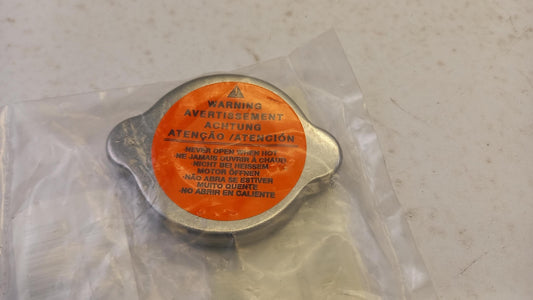 WARNING
AVERTISSEMENT
ACHTUNG
ATENÇÃO /ATENCIÓN
-NEVER OPEN WHEN HOT
-NE JAMAIS OUVRIR À CHAUD
-NICHT BEI HEISSEM
MOTOR ÖFFNEN
-NÃO ABRA SE ESTIVER
MUITO QUENTE
-NO ABRIR EN CALIENTE